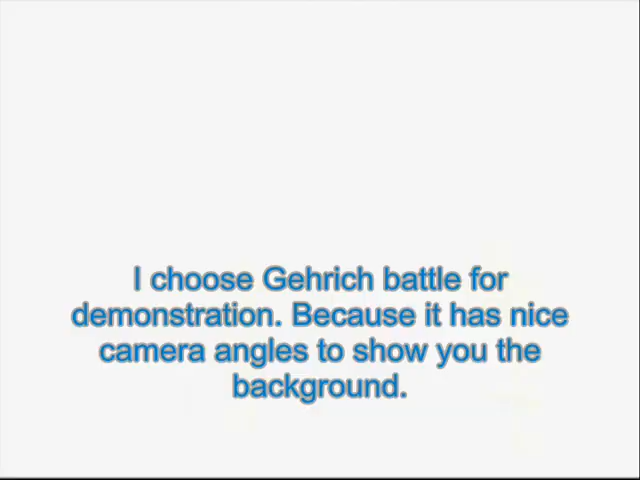 I choose Gehrich battle for
demonstration. Because it has nice
camera angles to show you the
background.